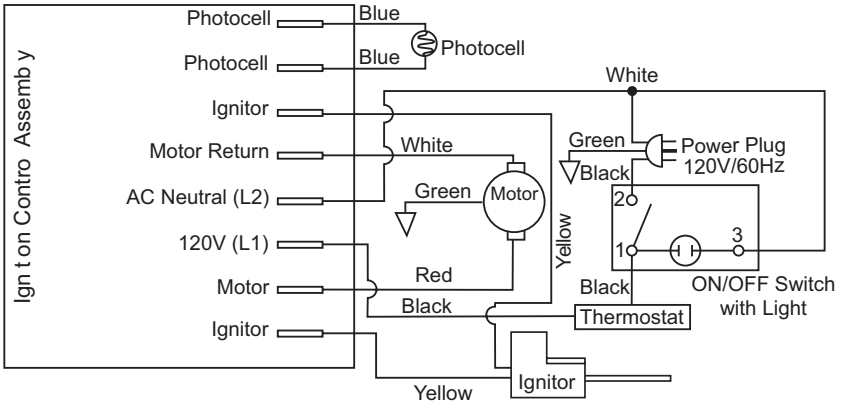 Photocell
Blue
Photocell
Blue
Photocell
Ignitor
White
Motor Return
White
Green
Power Plug
120V/60Hz
Black
AC Neutral (L2)
Green
Motor
2
120V (L1)
Yellow
1
3
Motor
Red
Black
ON/OFF Switch
with Light
Black
Thermostat
Ignitor
Yellow
Ignitor
Ign t on Contro Assemb y